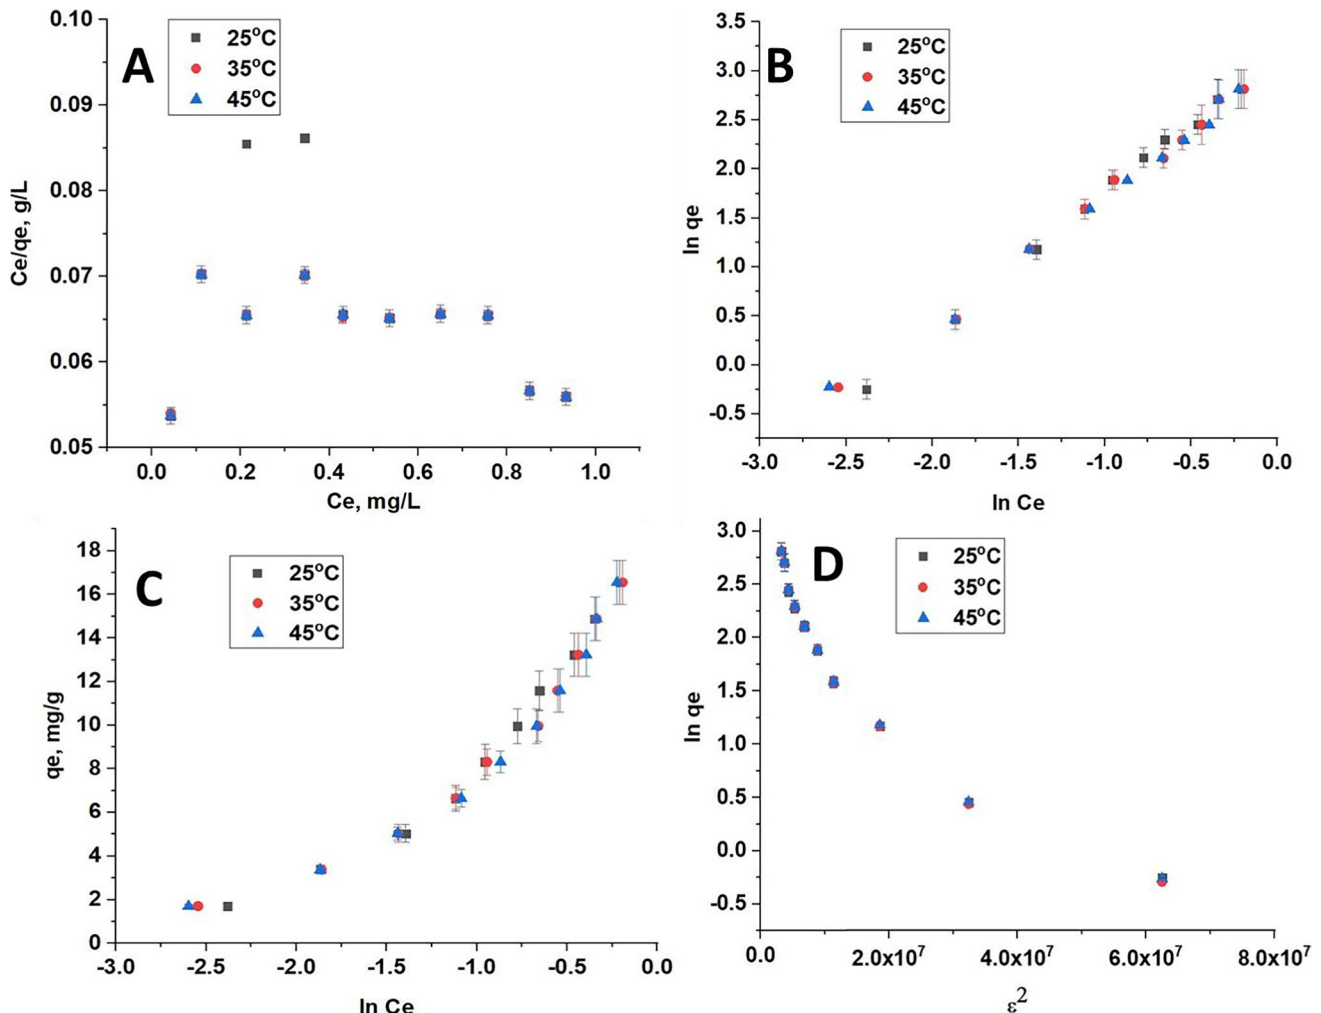 A
25°C
35°C
45°C
0.10
0.09
0.08
0.07
0.06
0.05
Ce/qe, g/L
0.0 0.2 0.4 0.6 0.8 1.0
Ce, mg/L
B
25°C
35°C
45°C
3.5
3.0
2.5
2.0
1.5
1.0
0.5
0.0
-0.5
ln qe
-3.0 -2.5 -2.0 -1.5 -1.0 -0.5 0.0
ln Ce
C
25°C
35°C
45°C
18
16
14
12
10
8
6
4
2
0
qe, mg/g
-3.0 -2.5 -2.0 -1.5 -1.0 -0.5 0.0
ln Ce
D
25°C
35°C
45°C
3.0
2.5
2.0
1.5
1.0
0.5
0.0
-0.5
ln qe
0.0 2.0x10⁷ 4.0x10⁷ 6.0x10⁷ 8.0x10⁷
ε²